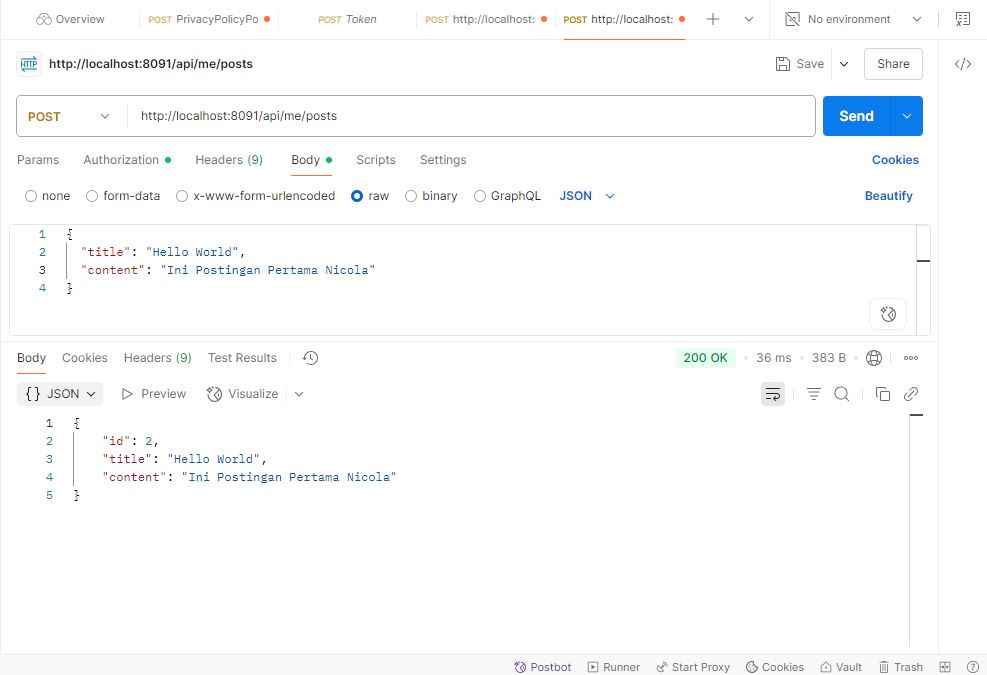 Overview POST PrivacyPolicyPo POST Token POST http://localhost: POST http://localhost: No environment
HTTP http://localhost:8091/api/me/posts Save Share
POST http://localhost:8091/api/me/posts Send
Params Authorization Headers (9) Body Scripts Settings Cookies
none form-data x-www-form-urlencoded raw binary GraphQL JSON Beautify
1 {
2 "title": "Hello World",
3 "content": "Ini Postingan Pertama Nicola"
4 }
Body Cookies Headers (9) Test Results 200 OK 36 ms 383 B
{} JSON Preview Visualize
1 {
2 "id": 2,
3 "title": "Hello World",
4 "content": "Ini Postingan Pertama Nicola"
5 }
Postbot Runner Start Proxy Cookies Vault Trash